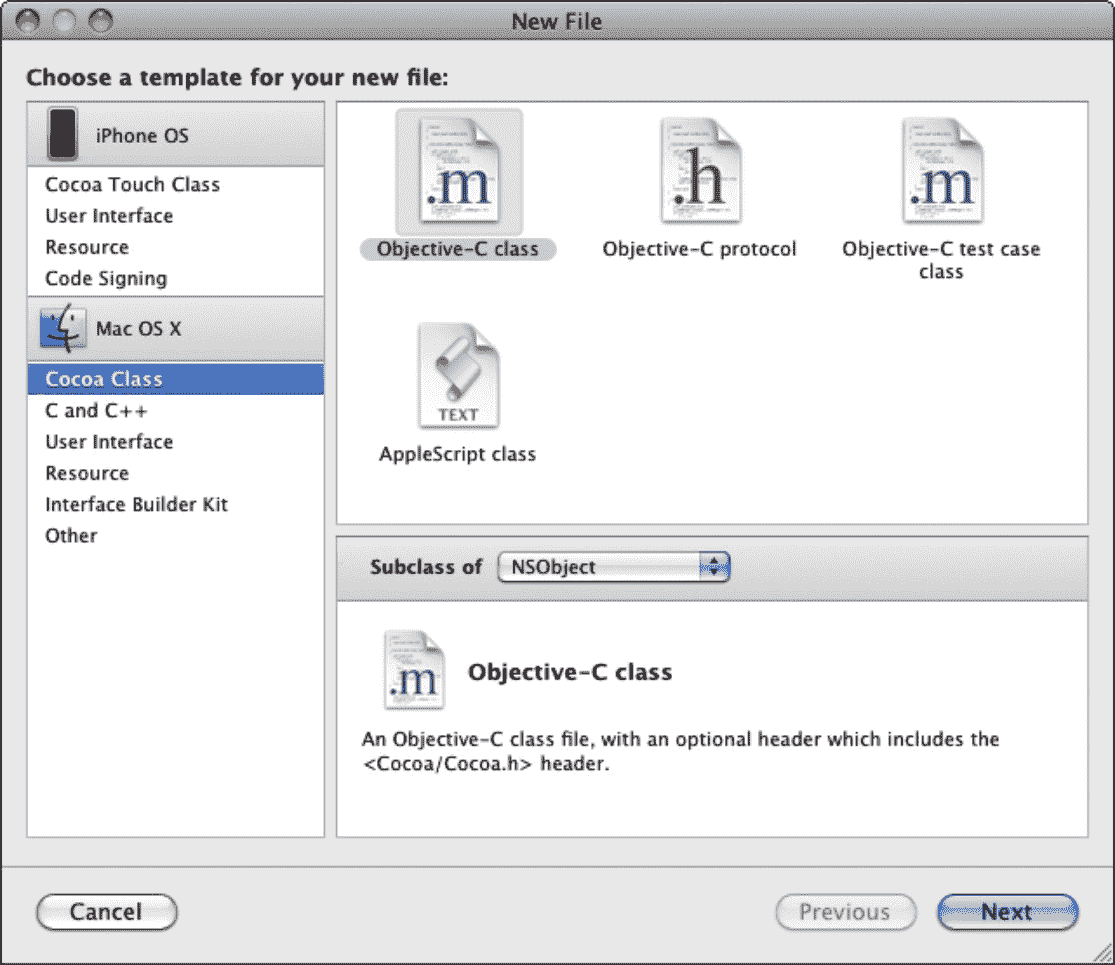 New File
Choose a template for your new file:
iPhone OS
Cocoa Touch Class
User Interface
Resource
Code Signing
Mac OS X
Cocoa Class
C and C++
User Interface
Resource
Interface Builder Kit
Other
.m
Objective-C class
.h
Objective-C protocol
.m
Objective-C test case
class
TEXT
AppleScript class
Subclass of NSObject
.m
Objective-C class
An Objective-C class file, with an optional header which includes the
<Cocoa/Cocoa.h> header.
Cancel
Previous
Next